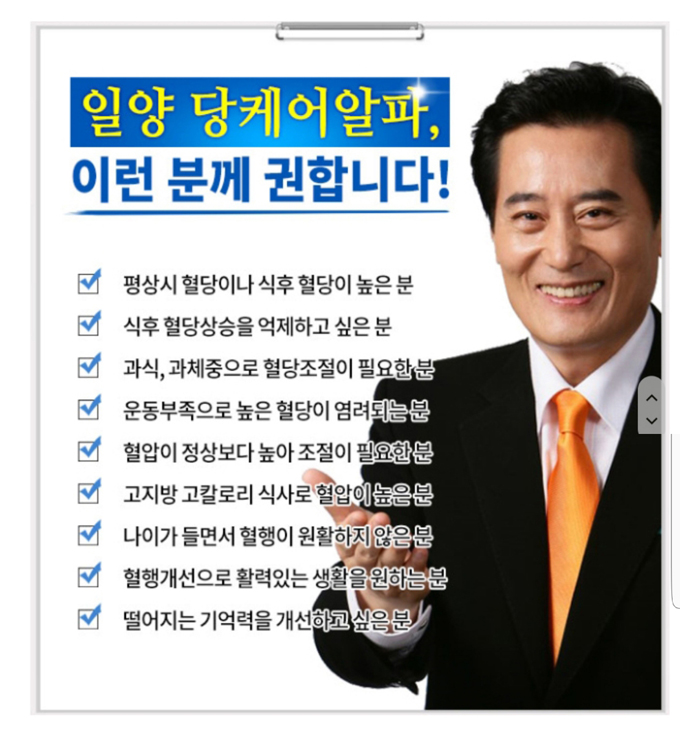 일양 당케어알파,
이런 분께 권합니다!
평상시 혈당이나 식후 혈당이 높은 분
식후 혈당상승을 억제하고 싶은 분
과식, 과체중으로 혈당조절이 필요한 분
운동부족으로 높은 혈당이 염려되는 분
혈압이 정상보다 높아 조절이 필요한 분
고지방 고칼로리 식사로 혈압이 높은 분
나이가 들면서 혈행이 원활하지 않은 분
혈행개선으로 활력있는 생활을 원하는 분
떨어지는 기억력을 개선하고 싶은 분